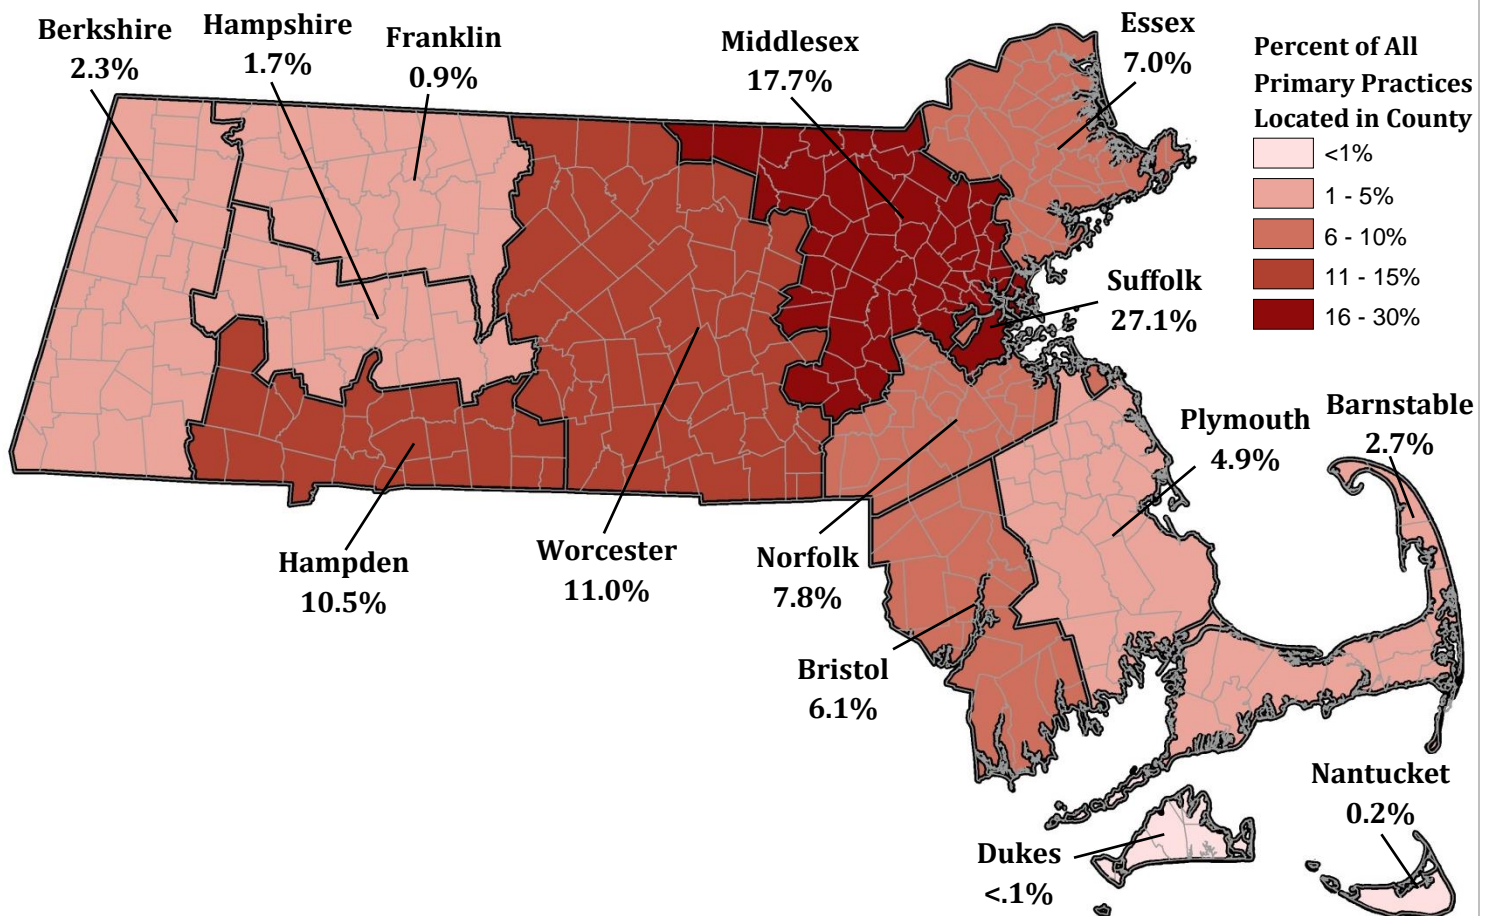 Berkshire
2.3%
Hampshire
1.7%
Franklin
0.9%
Middlesex
17.7%
Essex
7.0%
Percent of All
Primary Practices
Located in County
<1%
1 - 5%
6 - 10%
11 - 15%
16 - 30%
Suffolk
27.1%
Plymouth
4.9%
Barnstable
2.7%
Hampden
10.5%
Worcester
11.0%
Norfolk
7.8%
Bristol
6.1%
Dukes
<.1%
Nantucket
0.2%